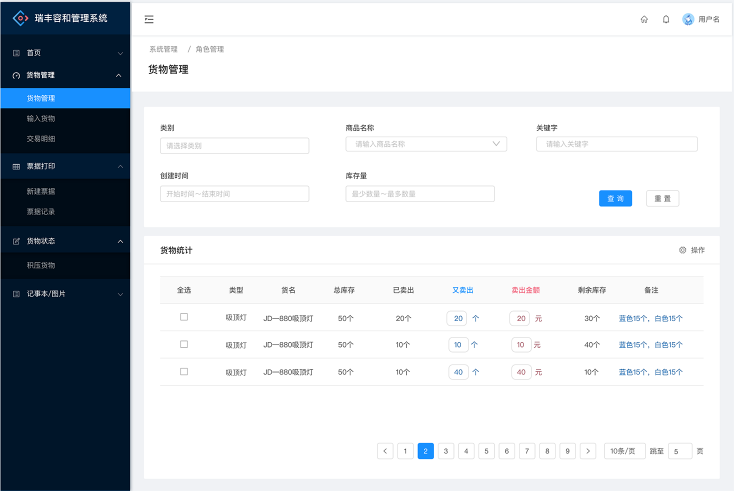 瑞丰容和管理系统
用户名
首页
货物管理
货物管理
输入货物
交易明细
票据打印
新建票据
票据记录
货物状态
积压货物
记事本/图片
系统管理 / 角色管理
货物管理
类别 商品名称 关键字
请选择类别 请输入商品名称 请输入关键字
创建时间 库存量
开始时间～结束时间 最少数量～最多数量
查 询 重 置
货物统计 操作
全选 类型 货名 总库存 已卖出 又卖出 卖出金额 剩余库存 备注
吸顶灯 JD—880吸顶灯 50个 20个 20 个 20 元 30个 蓝色15个，白色15个
吸顶灯 JD—880吸顶灯 50个 10个 10 个 10 元 40个 蓝色15个，白色15个
吸顶灯 JD—880吸顶灯 50个 10个 40 个 40 元 10个 蓝色15个，白色15个
< 1 2 3 4 5 6 7 8 9 > 10条/页 跳至 5 页